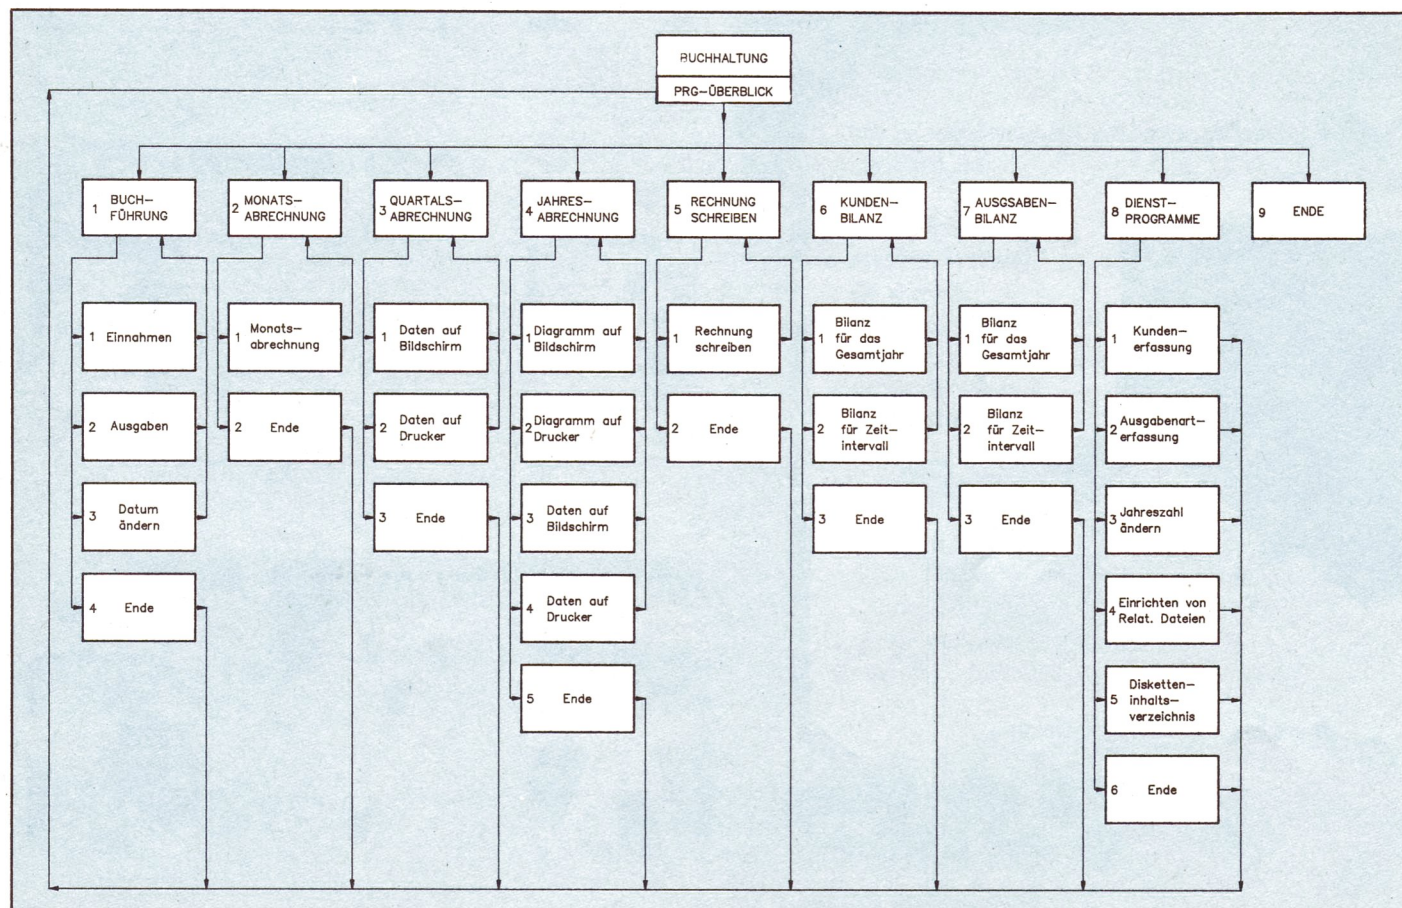 BUCHHALTUNG
PRG-ÜBERBLICK
1 BUCH-
FÜHRUNG
2 MONATS-
ABRECHNUNG
3 QUARTALS-
ABRECHNUNG
4 JAHRES-
ABRECHNUNG
5 RECHNUNG
SCHREIBEN
6 KUNDEN-
BILANZ
7 AUSGSABEN-
BILANZ
8 DIENST-
PROGRAMME
9 ENDE
1 Einnahmen
2 Ausgaben
3 Datum
ändern
4 Ende
1 Monats-
abrechnung
2 Ende
1 Daten auf
Bildschirm
2 Daten auf
Drucker
3 Ende
1 Diagramm auf
Bildschirm
2 Diagramm auf
Drucker
3 Daten auf
Bildschirm
4 Daten auf
Drucker
5 Ende
1 Rechnung
schreiben
2 Ende
1 Bilanz
für das
Gesamtjahr
2 Bilanz
für Zeit-
intervall
3 Ende
1 Bilanz
für das
Gesamtjahr
2 Bilanz
für Zeit-
intervall
3 Ende
1 Kunden-
erfassung
2 Ausgabenart-
erfassung
3 Jahreszahl
ändern
4 Einrichten von
Relat. Dateien
5 Disketten-
inhalts-
verzeichnis
6 Ende